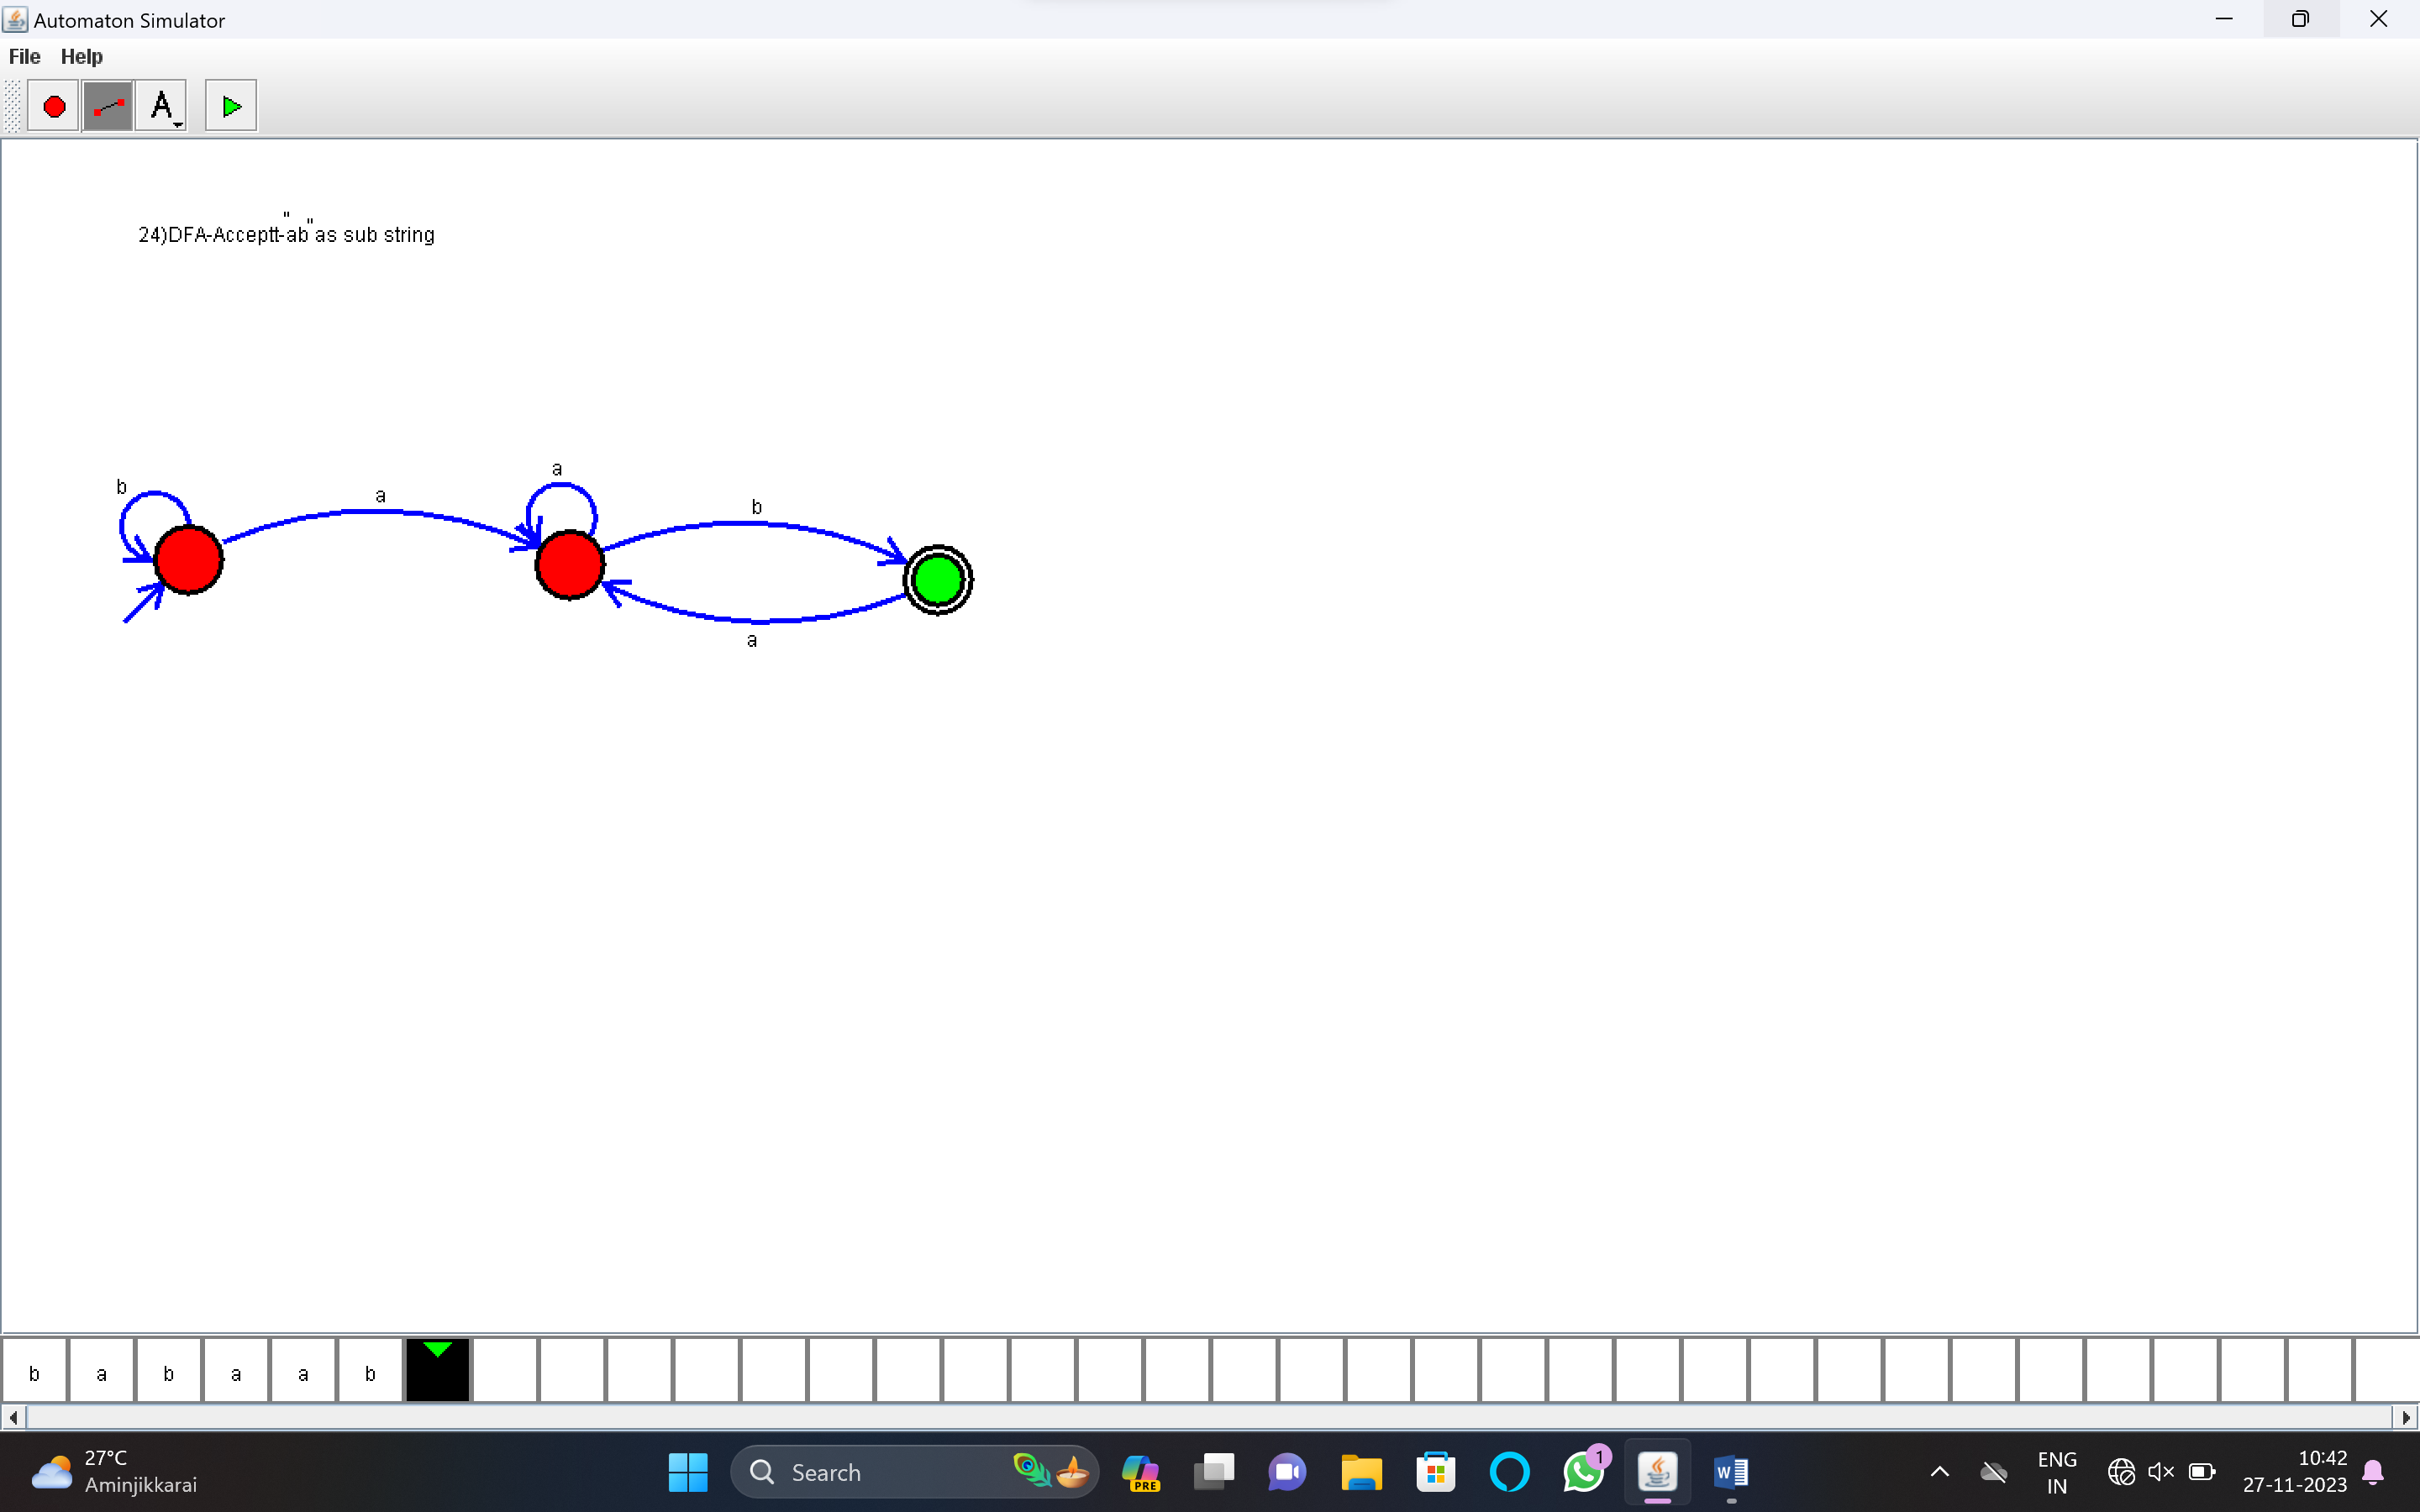 Automaton Simulator
File Help
A
" "
24)DFA-Acceptt-ab as sub string
b
a
a
b
a
b a b a a b
27°C
Aminjikkarai
Search
PRE
1
W
ENG
IN
10:42
27-11-2023